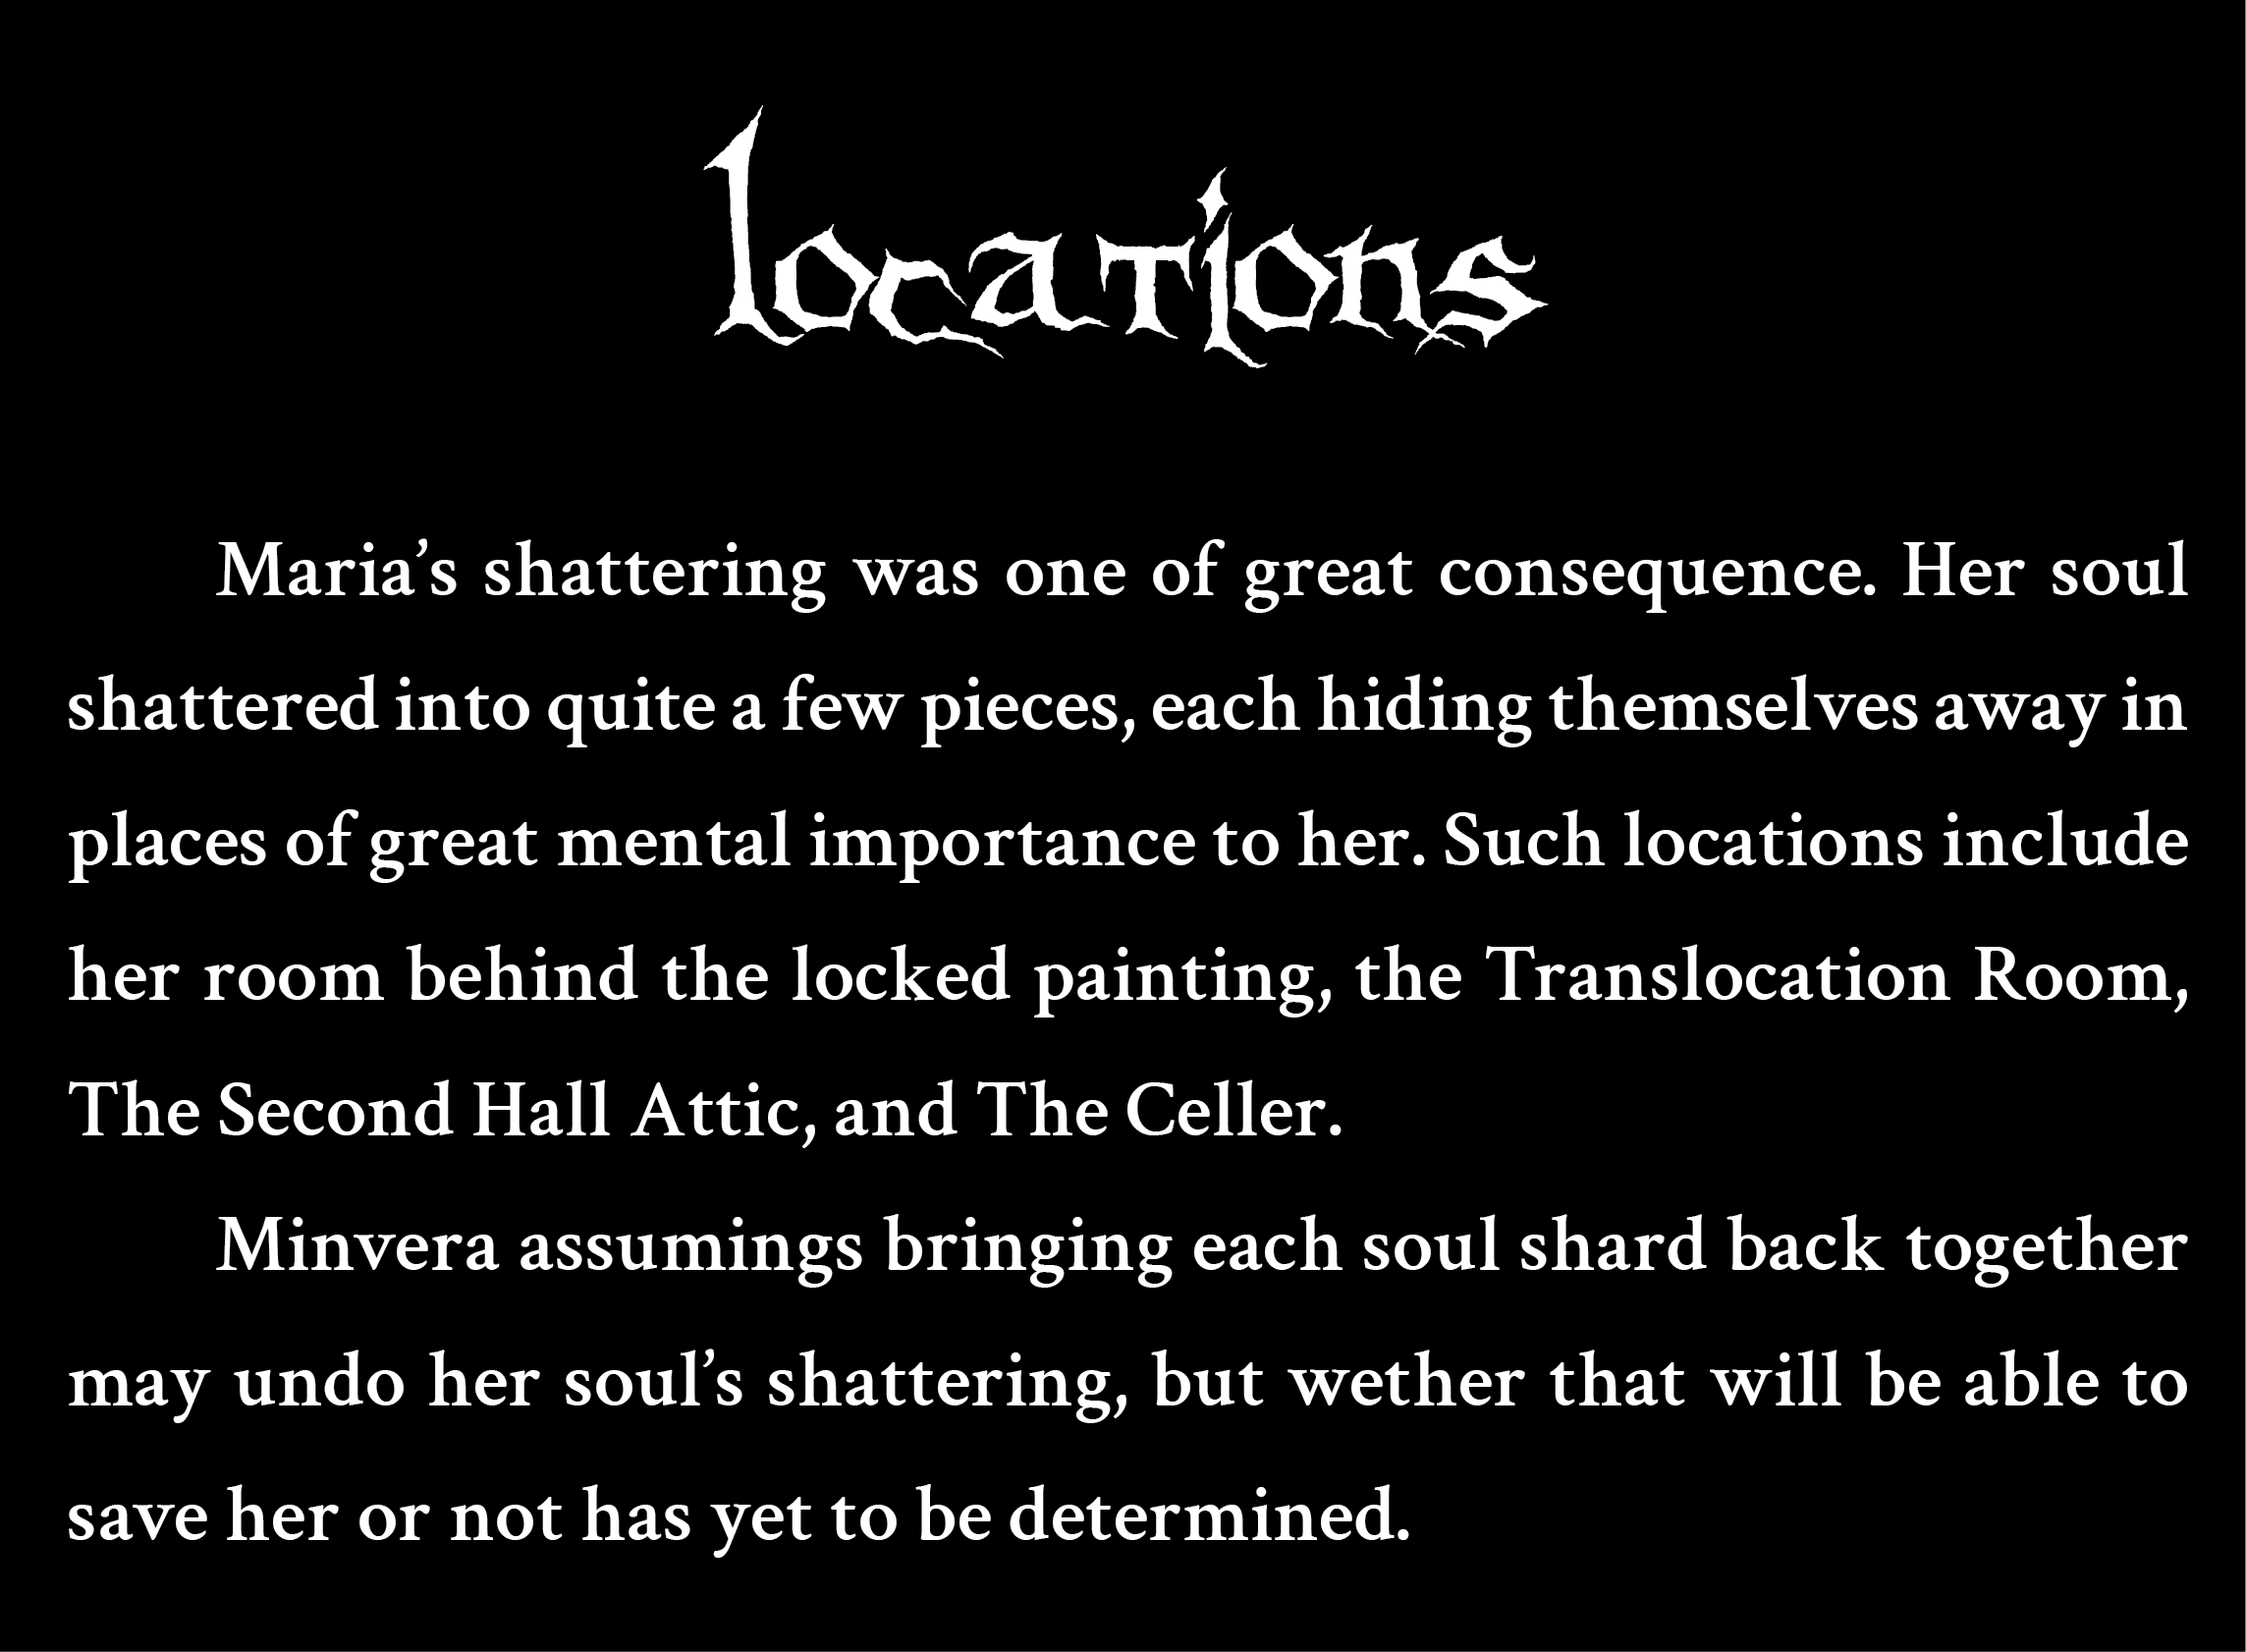 Locations
Maria’s shattering was one of great consequence. Her soul
shattered into quite a few pieces, each hiding themselves away in
places of great mental importance to her. Such locations include
her room behind the locked painting, the Translocation Room,
The Second Hall Attic, and The Celler.
Minvera assumings bringing each soul shard back together
may undo her soul’s shattering, but wether that will be able to
save her or not has yet to be determined.